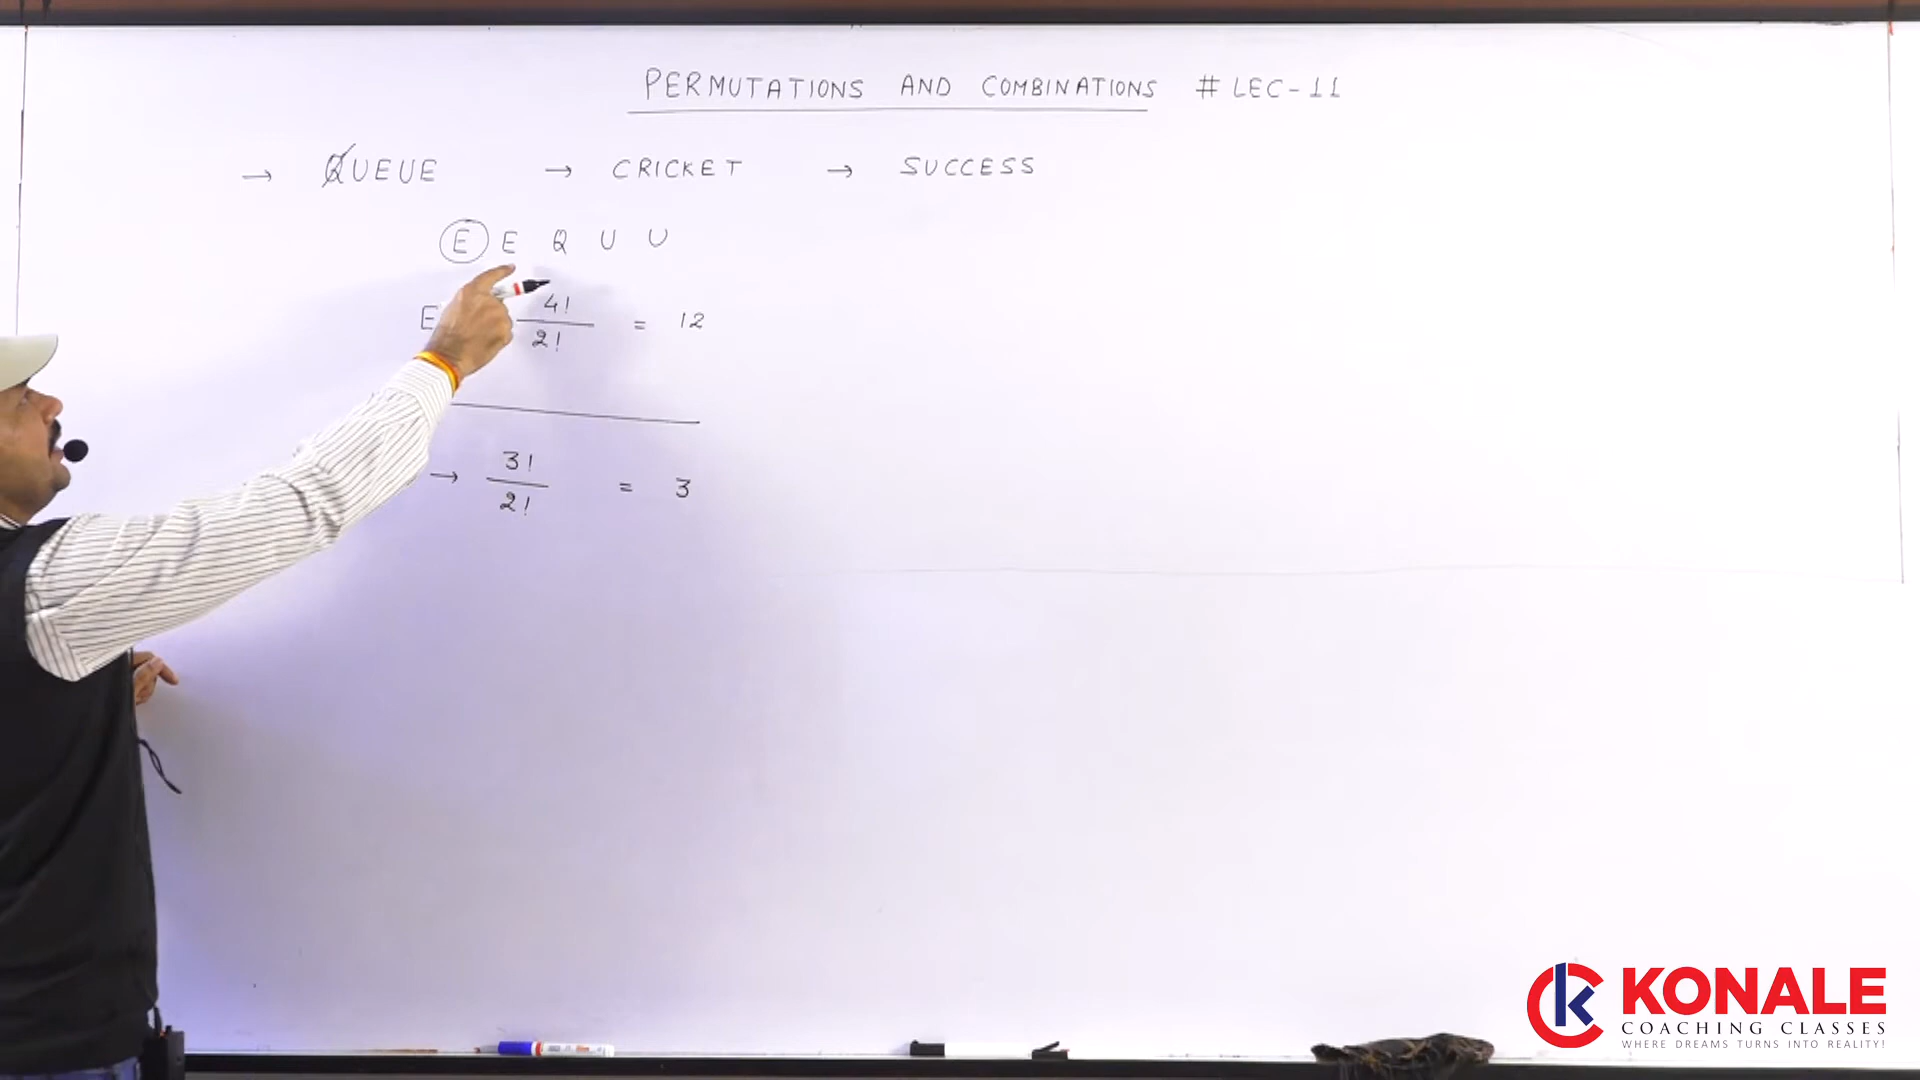 PERMUTATIONS AND COMBINATIONS # LEC-11
→ QUEUE → CRICKET → SUCCESS
E E Q U U
E 4!/2! = 12
→ 3!/2! = 3
KONALE
COACHING CLASSES
WHERE DREAMS TURNS INTO REALITY!